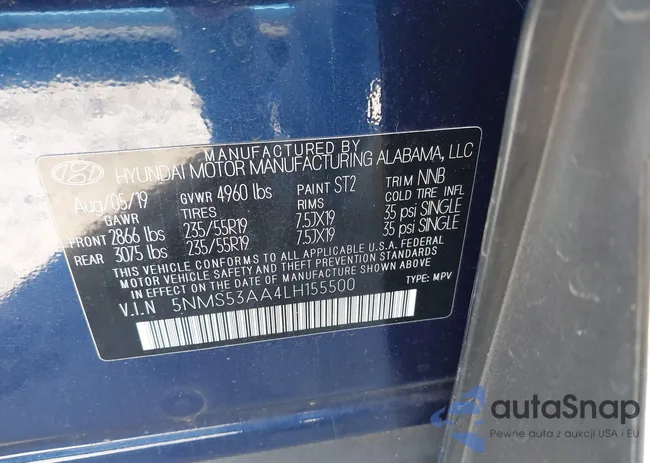 MANUFACTURED BY
HYUNDAI MOTOR MANUFACTURING ALABAMA, LLC
Aug/05/19 GVWR 4960 lbs PAINT ST2 TRIM NNB
GAWR TIRES RIMS COLD TIRE INFL
FRONT 2866 lbs 235/55R19 7.5JX19 35 psi SINGLE
REAR 3075 lbs 235/55R19 7.5JX19 35 psi SINGLE
THIS VEHICLE CONFORMS TO ALL APPLICABLE U.S.A. FEDERAL
MOTOR VEHICLE SAFETY AND THEFT PREVENTION STANDARDS
IN EFFECT ON THE DATE OF MANUFACTURE SHOWN ABOVE.
V.I.N 5NMS53AA4LH155500 TYPE: MPV
autaSnap
Pewne auta z aukcji USA i EU